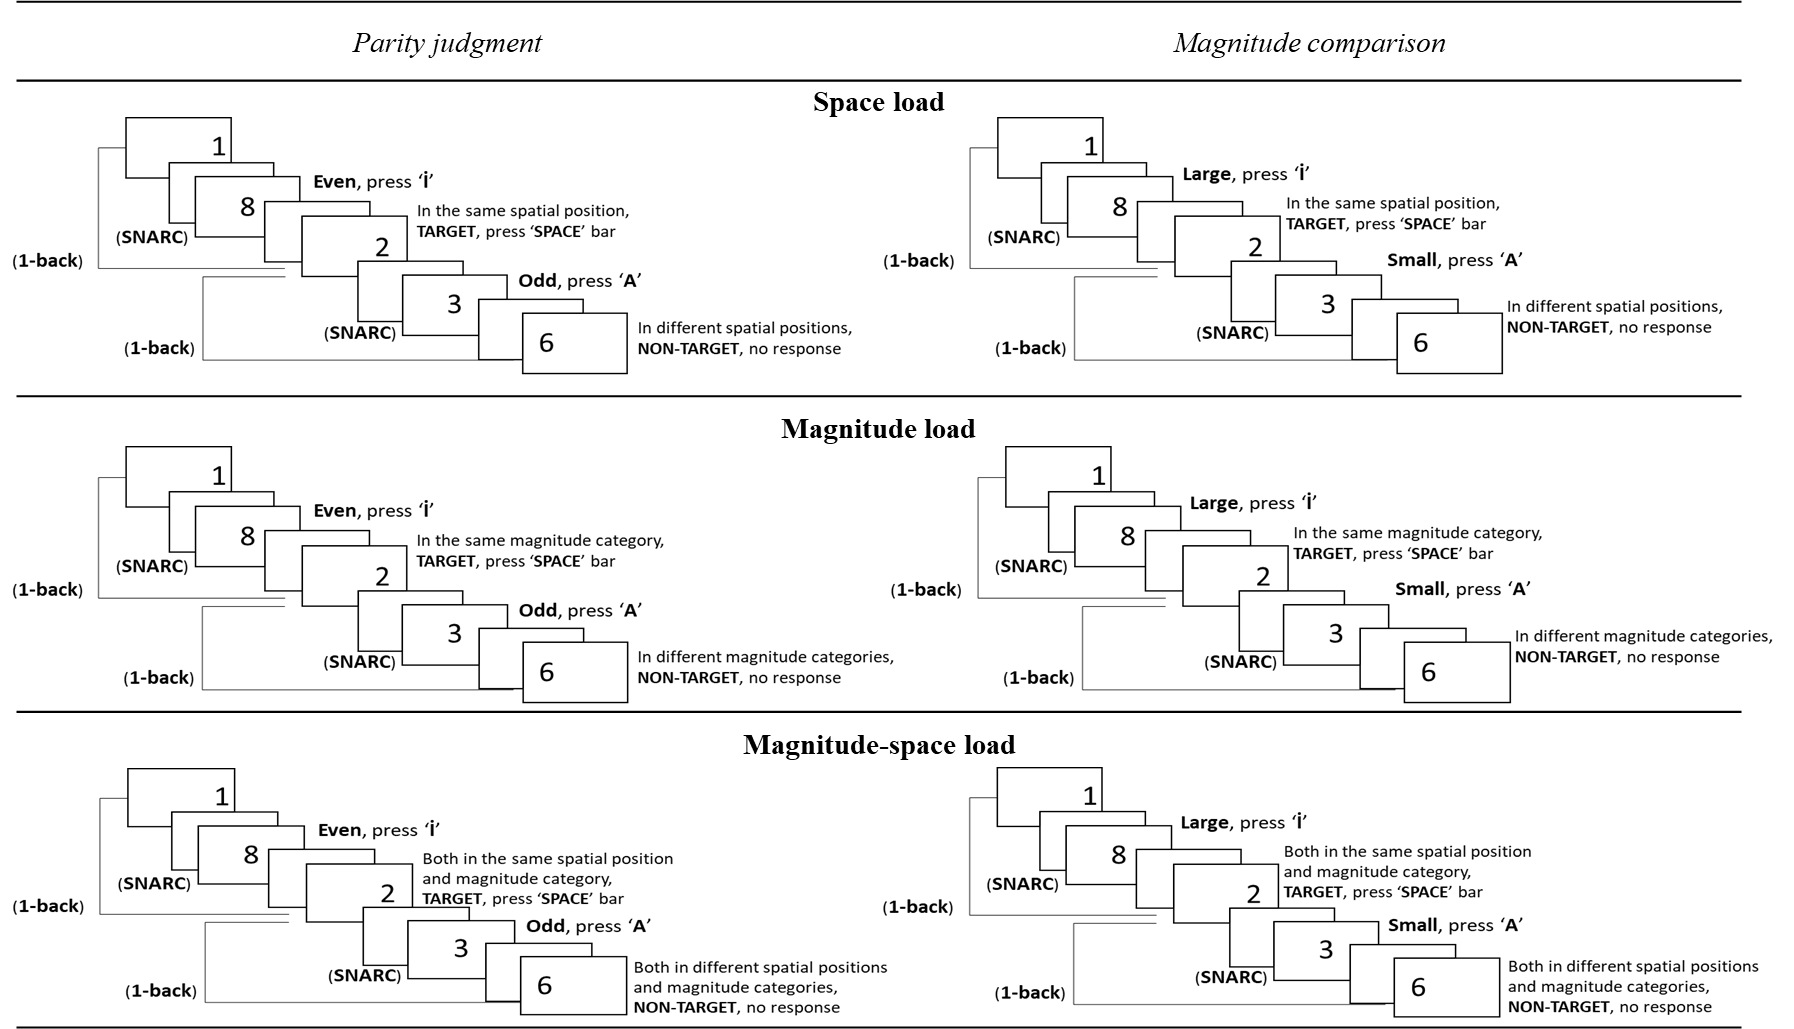 Parity judgment
Magnitude comparison
Space load
1
Even, press ‘i’
8
In the same spatial position,
TARGET, press ‘SPACE’ bar
(SNARC)
2
(1-back)
Odd, press ‘A’
3
(SNARC)
In different spatial positions,
NON-TARGET, no response
(1-back)
6
1
Large, press ‘i’
8
In the same spatial position,
TARGET, press ‘SPACE’ bar
(SNARC)
2
(1-back)
Small, press ‘A’
3
(SNARC)
In different spatial positions,
NON-TARGET, no response
(1-back)
6
Magnitude load
1
Even, press ‘i’
8
In the same magnitude category,
TARGET, press ‘SPACE’ bar
(SNARC)
2
(1-back)
Odd, press ‘A’
3
(SNARC)
In different magnitude categories,
NON-TARGET, no response
(1-back)
6
1
Large, press ‘i’
8
In the same magnitude category,
TARGET, press ‘SPACE’ bar
(SNARC)
2
(1-back)
Small, press ‘A’
3
(SNARC)
In different magnitude categories,
NON-TARGET, no response
(1-back)
6
Magnitude-space load
1
Even, press ‘i’
8
Both in the same spatial position
and magnitude category,
TARGET, press ‘SPACE’ bar
(SNARC)
2
(1-back)
Odd, press ‘A’
3
(SNARC)
Both in different spatial positions
and magnitude categories,
NON-TARGET, no response
(1-back)
6
1
Large, press ‘i’
8
Both in the same spatial position
and magnitude category,
TARGET, press ‘SPACE’ bar
(SNARC)
2
(1-back)
Small, press ‘A’
3
(SNARC)
Both in different spatial positions
and magnitude categories,
NON-TARGET, no response
(1-back)
6